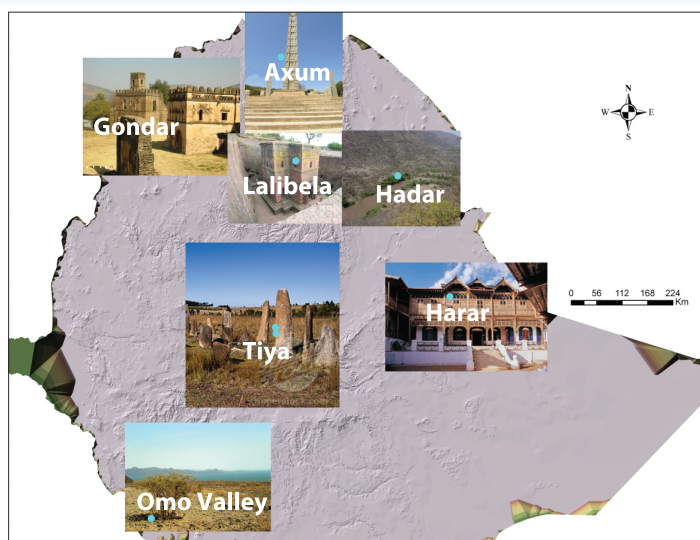 Axum
Gondar
Lalibela
Hadar
Harar
Tiya
Omo Valley
N
W E
S
0 56 112 168 224
Km